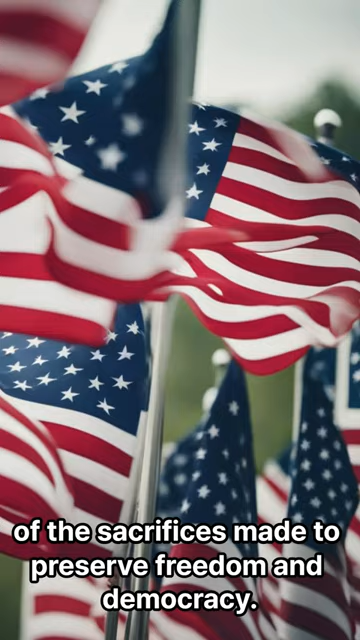 of the sacrifices made to
preserve freedom and
democracy.